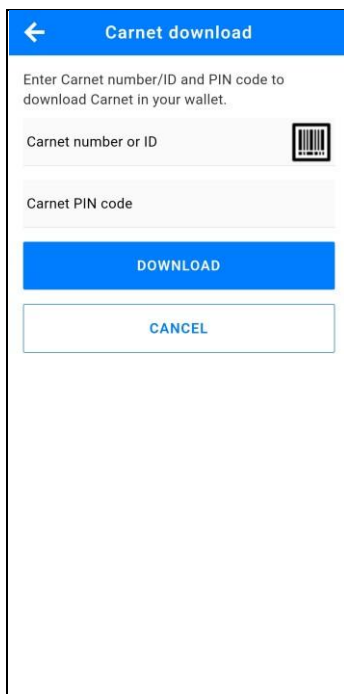 Carnet download
Enter Carnet number/ID and PIN code to
download Carnet in your wallet.
Carnet number or ID
Carnet PIN code
DOWNLOAD
CANCEL